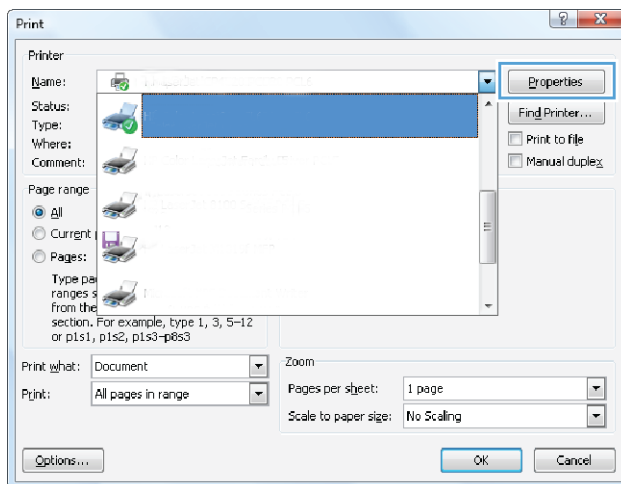 Print
Printer
Name:
Properties
Status:
Find Printer...
Type:
Where:
Print to file
Comment:
Manual duplex
Page range
All
Current
Pages:
Type pa
ranges s
from the
section. For example, type 1, 3, 5–12
or p1s1, p1s2, p1s3–p8s3
Print what: Document
Print: All pages in range
Zoom
Pages per sheet: 1 page
Scale to paper size: No Scaling
Options...
OK
Cancel